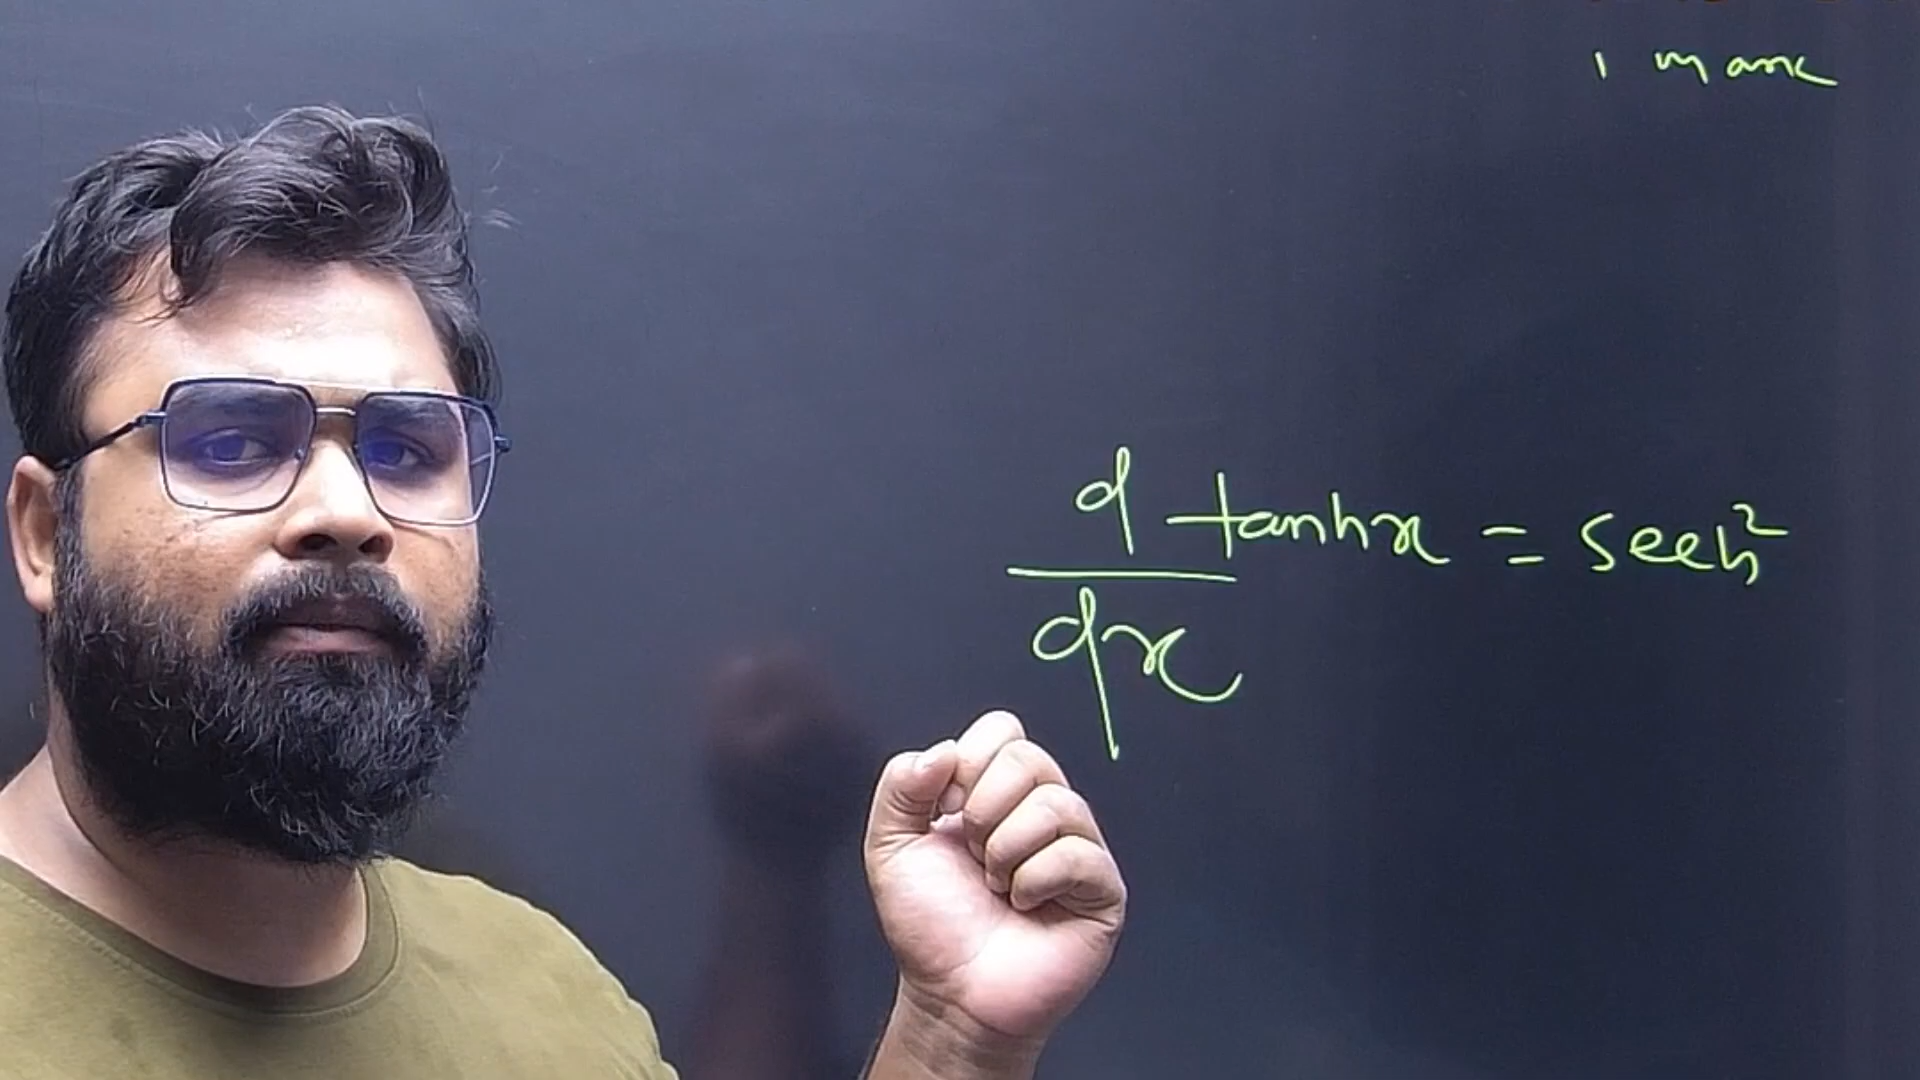 1 mark
d/dx tanhx = sech²